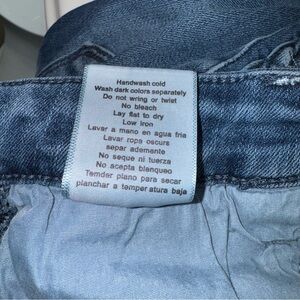 Handwash cold
Wash dark colors separately
Do not wring or twist
No bleach
Lay flat to dry
Low Iron
Lavar a mano en agua fria
Lavar ropa oscura
separ ademente
No seque ni tuerza
No scepta blanqueo
Tender plano para secar
planchar a temper atura baja